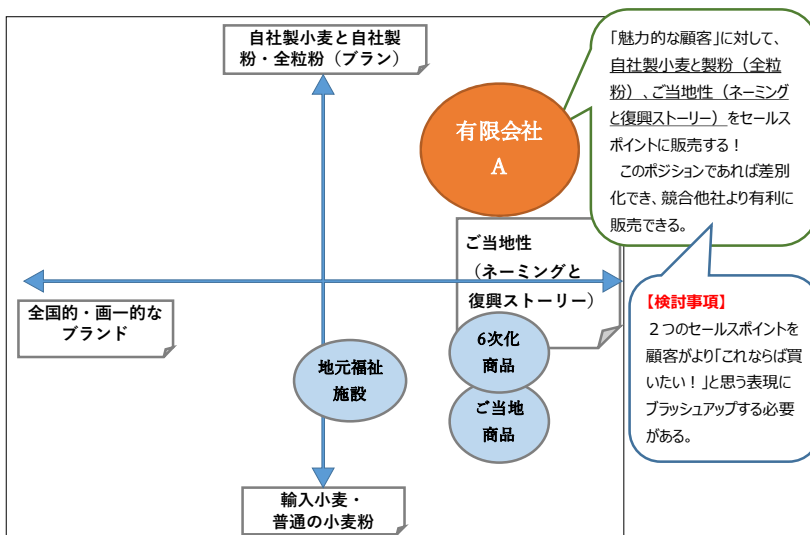 自社製小麦と自社製
粉・全粒粉（ブラン）
「魅力的な顧客」に対して、
自社製小麦と製粉（全粒
粉）、ご当地性（ネーミング
と復興ストーリー）をセールス
ポイントに販売する！
このポジションであれば差別
化でき、競合他社より有利に
販売できる。
有限会社
A
ご当地性
（ネーミングと
復興ストーリー）
全国的・画一的な
ブランド
【検討事項】
２つのセールスポイントを
顧客がより「これならば買
いたい！」と思う表現に
ブラッシュアップする必要
がある。
6次化
商品
地元福祉
施設
ご当地
商品
輸入小麦・
普通の小麦粉